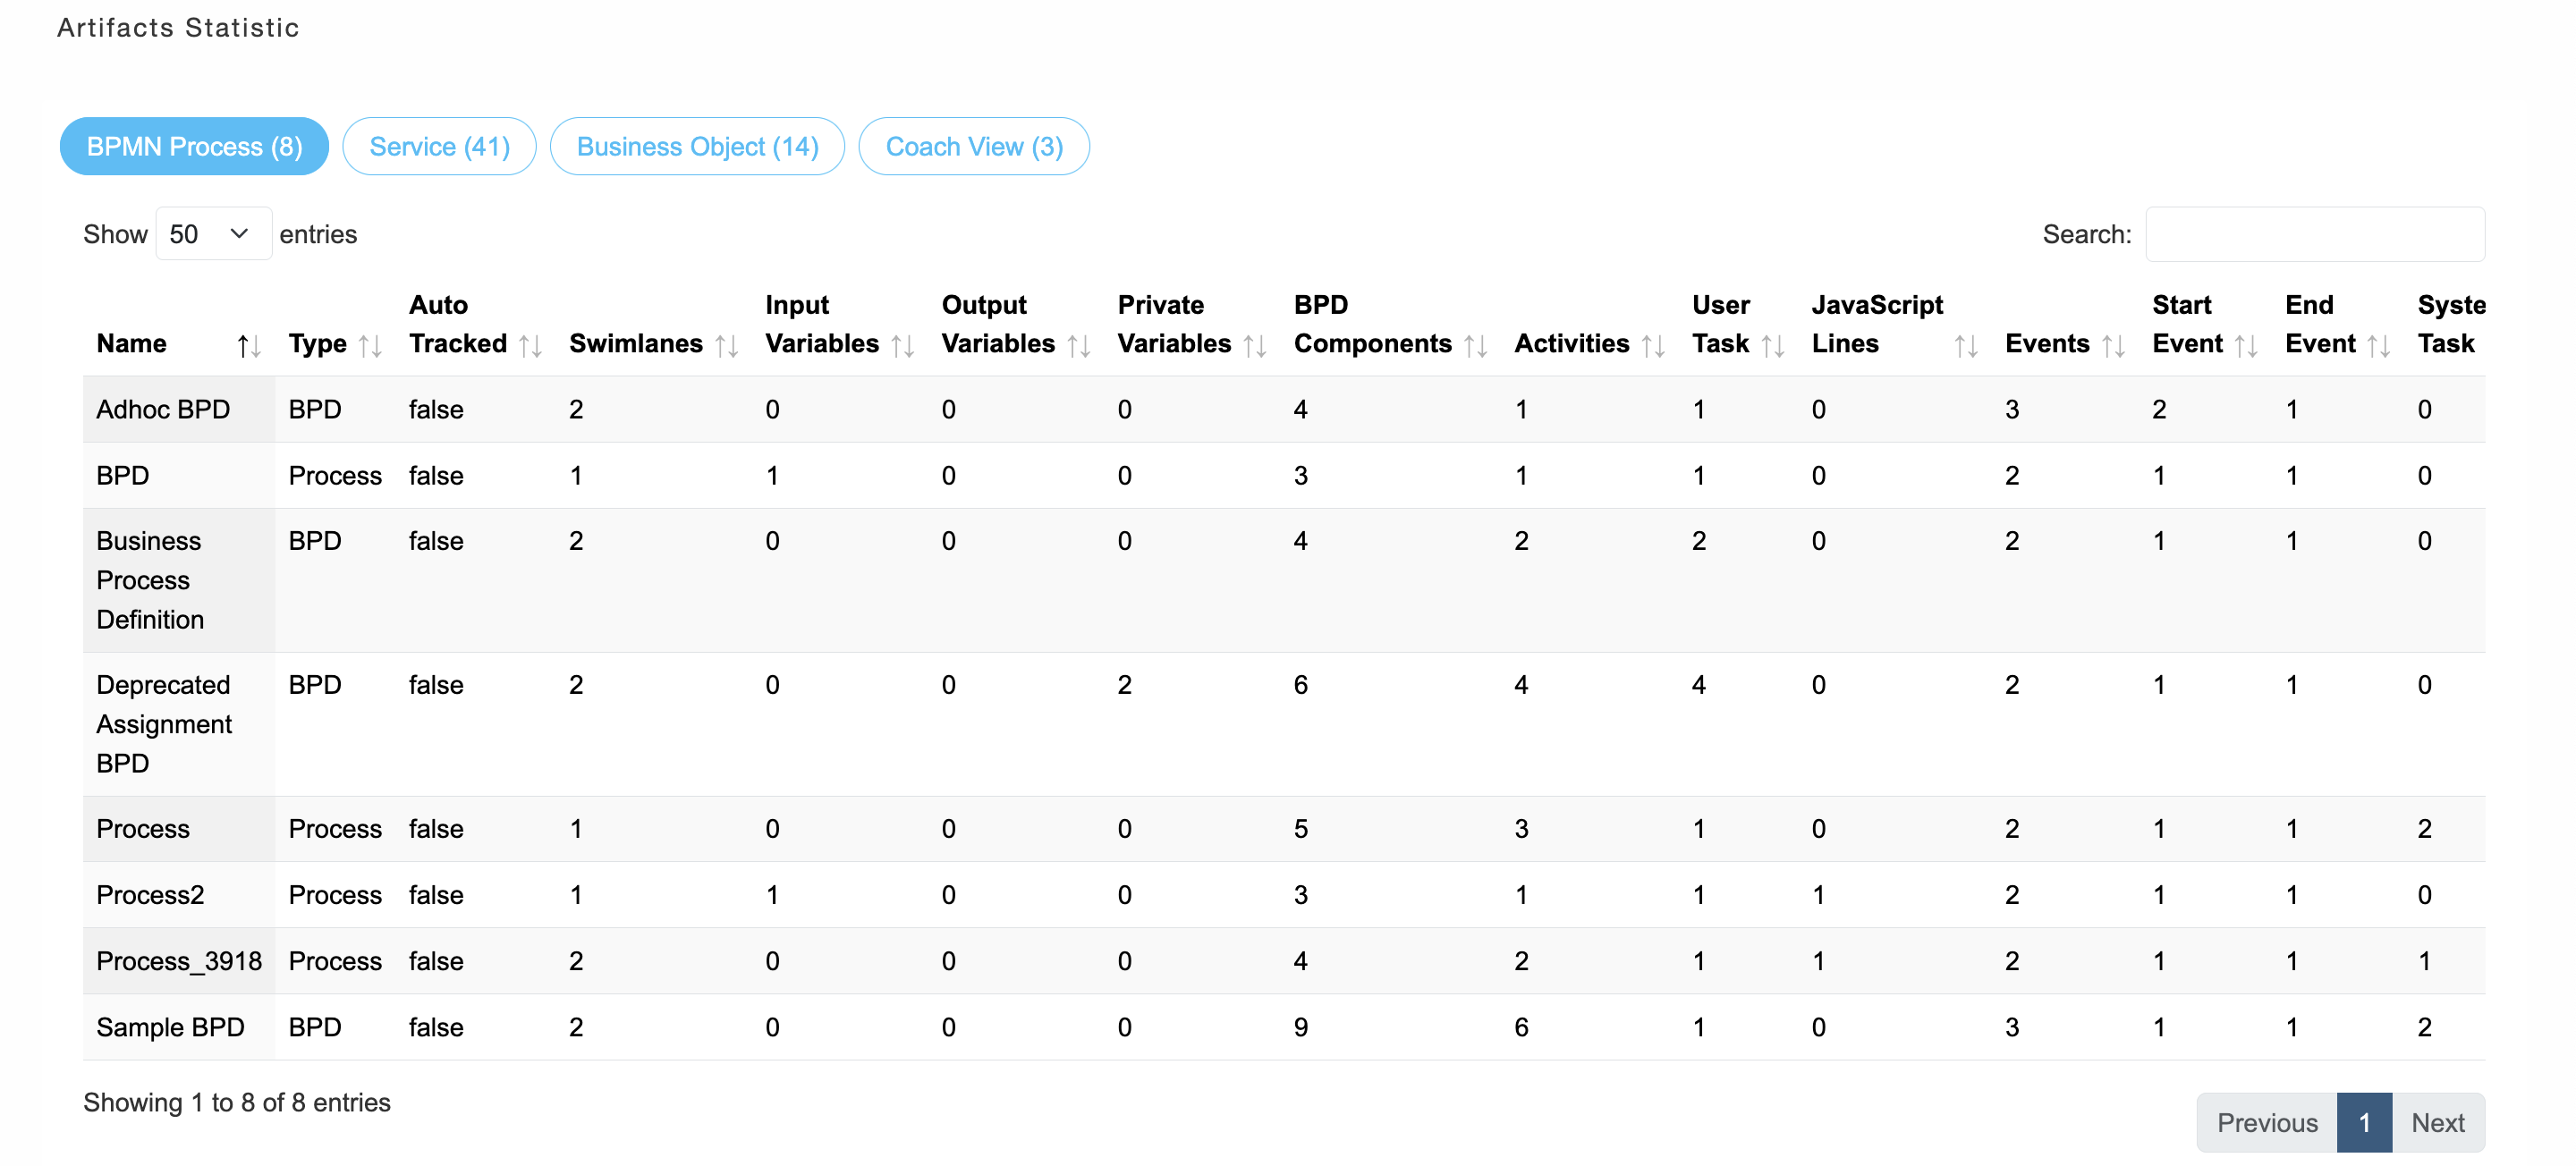 Artifacts Statistic
BPMN Process (8) Service (41) Business Object (14) Coach View (3)
Show 50 entries Search:
Name Type Auto Tracked Swimlanes Input Variables Output Variables Private Variables BPD Components Activities User Task JavaScript Lines Events Start Event End Event Syste Task
Adhoc BPD BPD false 2 0 0 0 4 1 1 0 3 2 1 0
BPD Process false 1 1 0 0 3 1 1 0 2 1 1 0
Business BPD false 2 0 0 0 4 2 2 0 2 1 1 0
Process
Definition
Deprecated BPD false 2 0 0 2 6 4 4 0 2 1 1 0
Assignment
BPD
Process Process false 1 0 0 0 5 3 1 0 2 1 1 2
Process2 Process false 1 1 0 0 3 1 1 1 2 1 1 0
Process_3918 Process false 2 0 0 0 4 2 1 1 2 1 1 1
Sample BPD BPD false 2 0 0 0 9 6 1 0 3 1 1 2
Showing 1 to 8 of 8 entries
Previous 1 Next